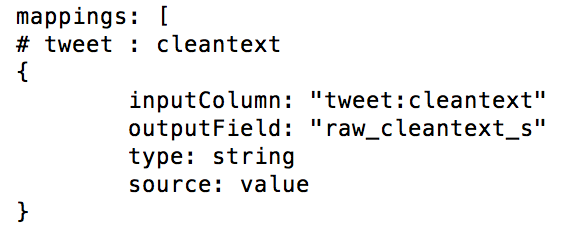 mappings: [
# tweet : cleantext
{
        inputColumn: "tweet:cleantext"
        outputField: "raw_cleantext_s"
        type: string
        source: value
}